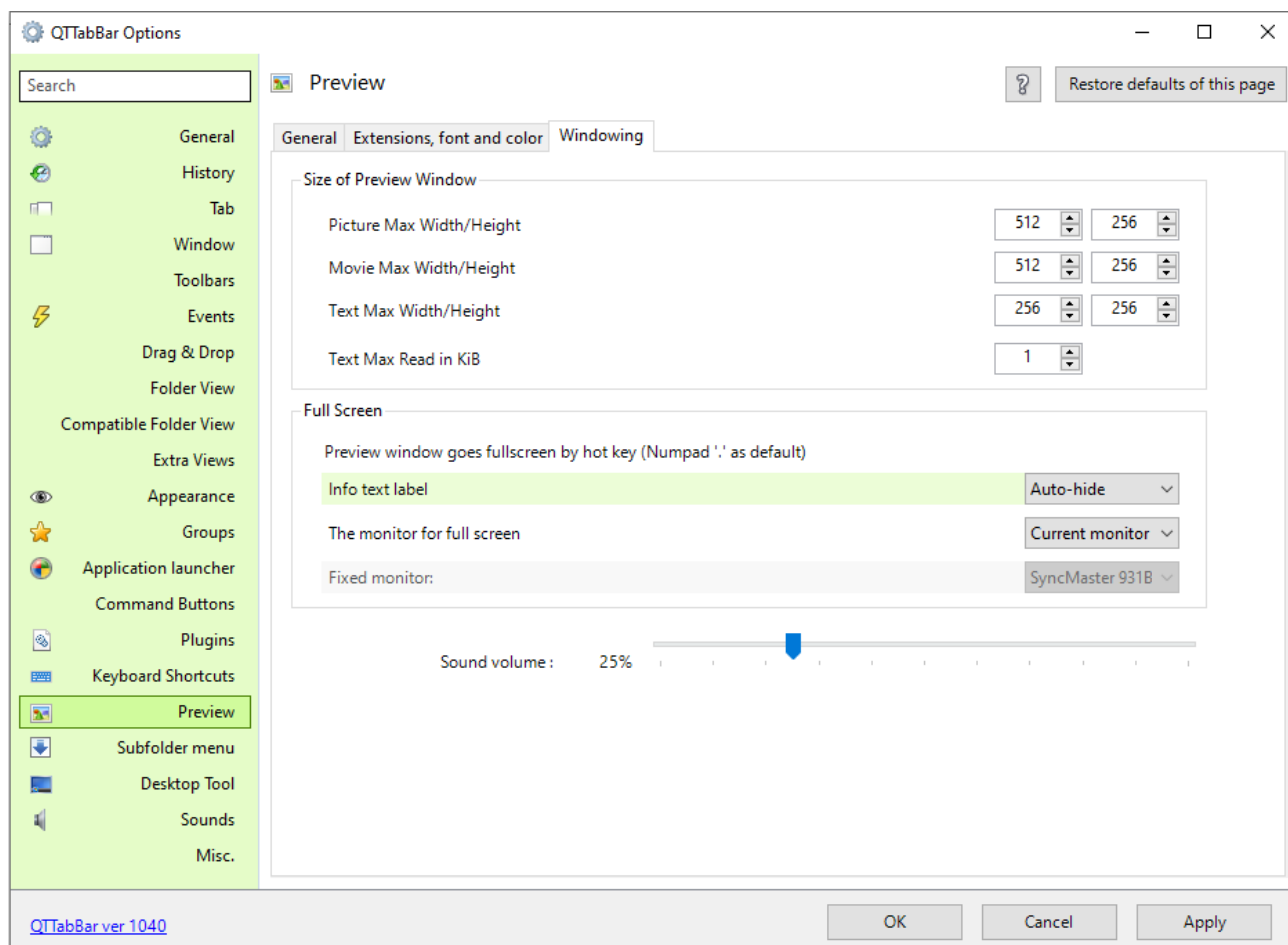 QTTabBar Options
Search
General
History
Tab
Window
Toolbars
Events
Drag & Drop
Folder View
Compatible Folder View
Extra Views
Appearance
Groups
Application launcher
Command Buttons
Plugins
Keyboard Shortcuts
Preview
Subfolder menu
Desktop Tool
Sounds
Misc.
Preview
? Restore defaults of this page
General Extensions, font and color Windowing
Size of Preview Window
Picture Max Width/Height 512 256
Movie Max Width/Height 512 256
Text Max Width/Height 256 256
Text Max Read in KiB 1
Full Screen
Preview window goes fullscreen by hot key (Numpad '.' as default)
Info text label Auto-hide
The monitor for full screen Current monitor
Fixed monitor: SyncMaster 931B
Sound volume : 25%
QTTabBar ver 1040
OK Cancel Apply